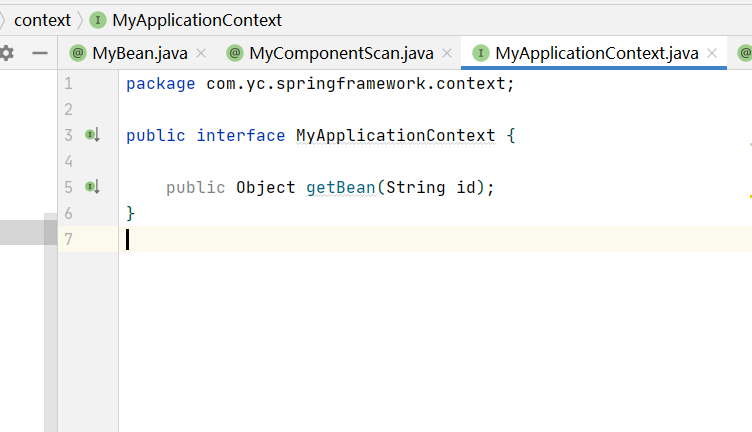 context MyApplicationContext
MyBean.java MyComponentScan.java MyApplicationContext.java
1 package com.yc.springframework.context;
2
3 public interface MyApplicationContext {
4
5 public Object getBean(String id);
6 }
7